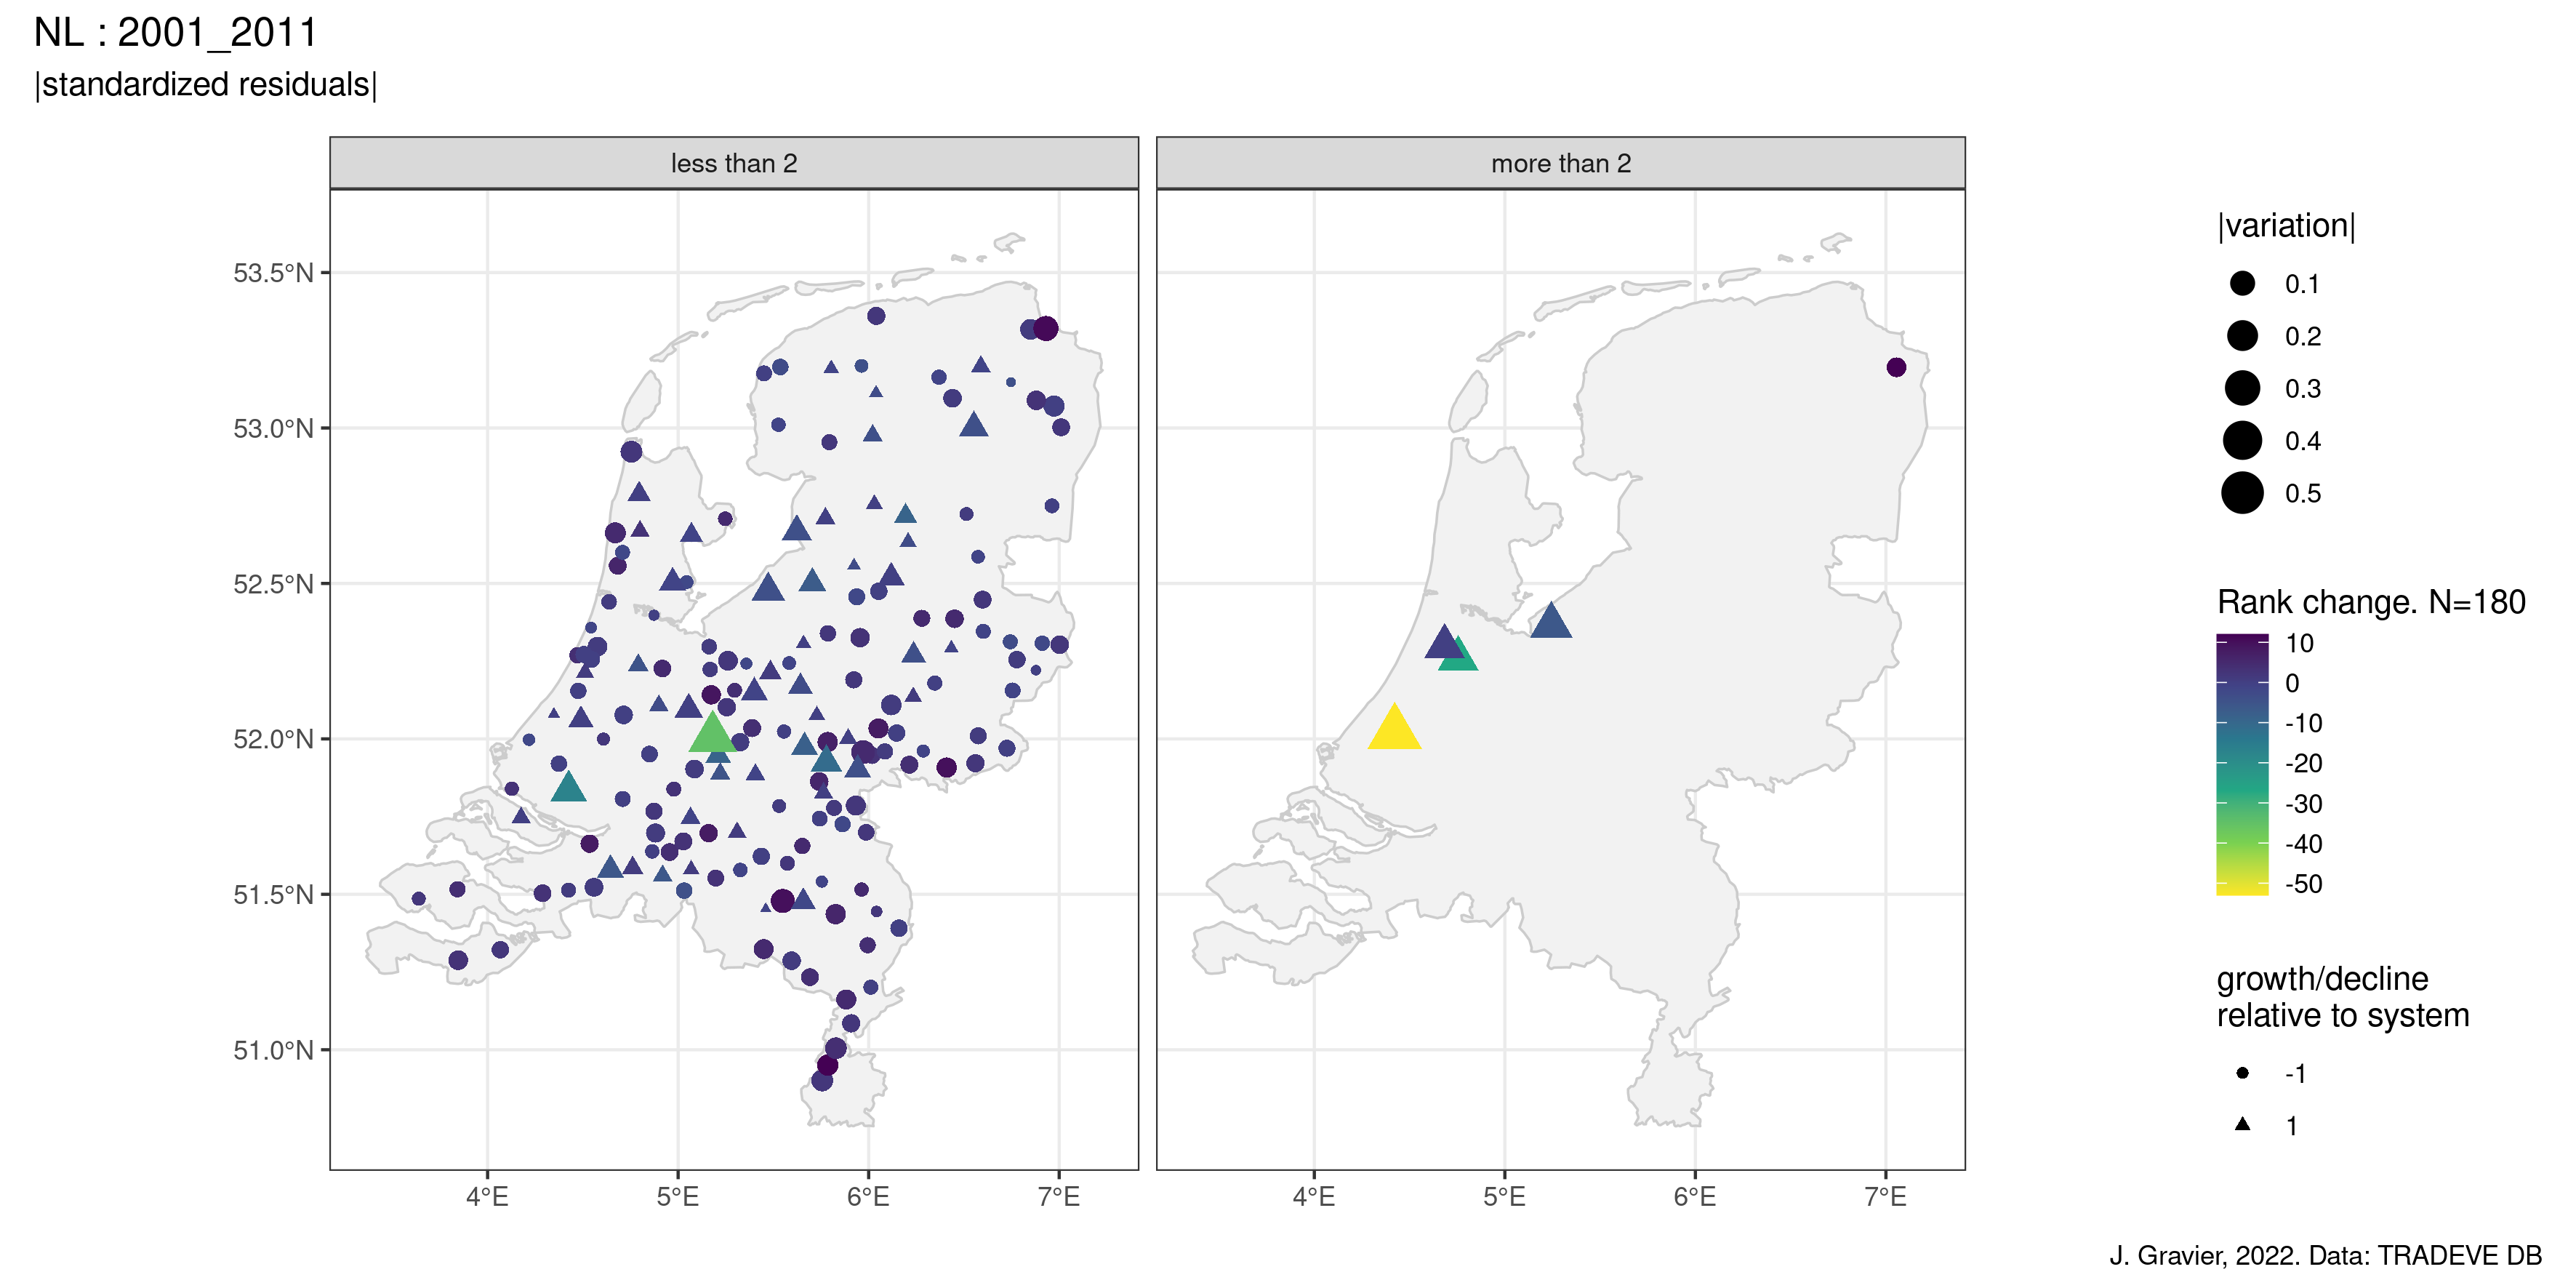 NL : 2001_2011
|standardized residuals|
less than 2
more than 2
53.5°N
53.0°N
52.5°N
52.0°N
51.5°N
51.0°N
4°E
5°E
6°E
7°E
4°E
5°E
6°E
7°E
|variation|
0.1
0.2
0.3
0.4
0.5
Rank change. N=180
10
0
-10
-20
-30
-40
-50
growth/decline
relative to system
-1
1
J. Gravier, 2022. Data: TRADEVE DB